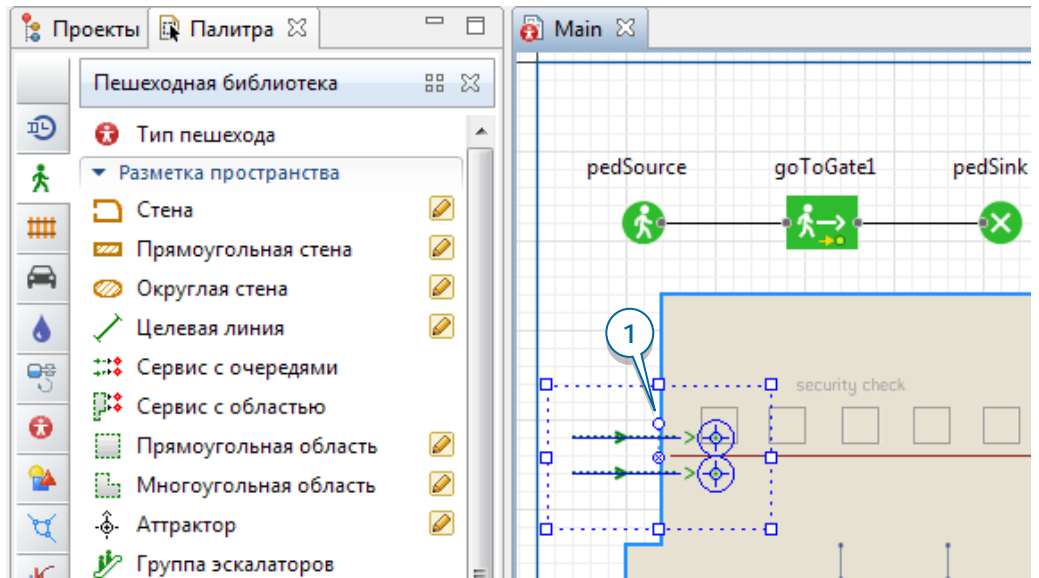 Проекты
Палитра
Main
Пешеходная библиотека
Тип пешехода
Разметка пространства
Стена
Прямоугольная стена
Округлая стена
Целевая линия
Сервис с очередями
Сервис с областью
Прямоугольная область
Многоугольная область
Аттрактор
Группа эскалаторов
pedSource
goToGate1
pedSink
1
security check